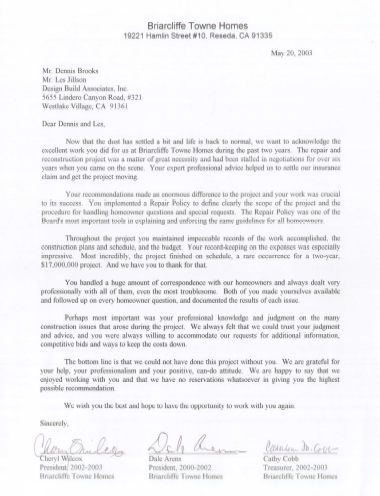 Briarcliffe Towne Homes
19221 Hamlin Street #10, Reseda, CA 91335
May 20, 2003
Mr. Dennis Brooks
Mr. Les Jillson
Design Build Associates, Inc.
5655 Lindero Canyon Road, #321
Westlake Village, CA 91361
Dear Dennis and Les,
Now that the dust has settled a bit and life is back to normal, we want to acknowledge the
excellent work you did for us at Briarcliffe Towne Homes during the past two years. The repair and
reconstruction project was a matter of great necessity and had been stalled in negotiations for over six
years when you came on the scene. Your expert professional advice helped us to settle our insurance
claim and get the project moving.
Your recommendations made an enormous difference to the project and your work was crucial
to its success. You implemented a Repair Policy to define clearly the scope of the project and the
procedure for handling homeowner questions and special requests. The Repair Policy was one of the
Board's most important tools in explaining and enforcing the same guidelines for all homeowners.
Throughout the project you maintained impeccable records of the work accomplished, the
construction plans and schedule, and the budget. Your record-keeping on the expenses was especially
impressive. Most incredibly, the project finished on schedule, a rare occurrence for a two-year,
$17,000,000 project. And we have you to thank for that.
You handled a huge amount of correspondence with our homeowners and always dealt very
professionally with all of them, even the most troublesome. Both of you made yourselves available
and followed up on every homeowner question, and documented the results of each issue.
Perhaps most important was your professional knowledge and judgment on the many
construction issues that arose during the project. We always felt that we could trust your judgment
and advice, and you were always willing to accommodate our requests for additional information,
competitive bids and ways to keep the costs down.
The bottom line is that we could not have done this project without you. We are grateful for
your help, your professionalism and your positive, can-do attitude. We are happy to say that we
enjoyed working with you and that we have no reservations whatsoever in giving you the highest
possible recommendation.
We wish you the best and hope to have the opportunity to work with you again.
Sincerely,
Cheryl Wilcox Dale Arens Cathy M. Cobb
Cheryl Wilcox Dale Arens Cathy Cobb
President, 2002-2003 President, 2000-2002 Treasurer, 2002-2003
Briarcliffe Towne Homes Briarcliffe Towne Homes Briarcliffe Towne Homes